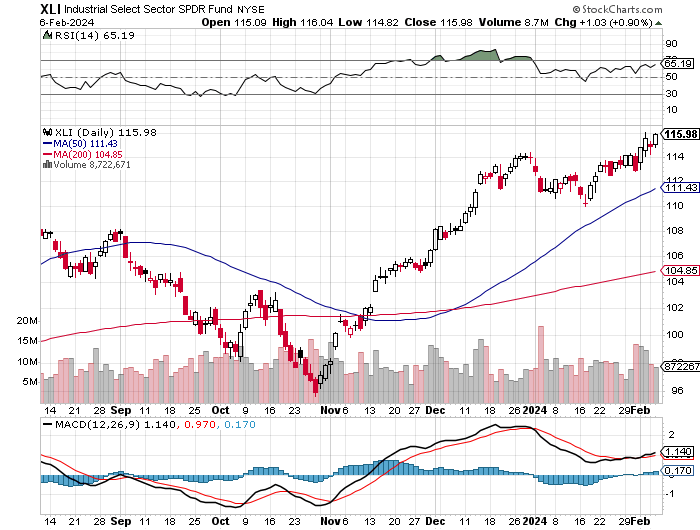 XLI Industrial Select Sector SPDR Fund NYSE © StockCharts.com
6-Feb-2024 Open 115.09 High 116.04 Low 114.82 Close 115.98 Volume 8.7M Chg +1.03 (+0.90%)
RSI(14) 65.19
90
70
65.19
50
30
10
XLI (Daily) 115.98
MA(50) 111.43
MA(200) 104.85
Volume 8,722,671
115.98
114
112
111.43
110
108
106
104.85
104
102
100
98
96
20M
15M
10M
5M
872267
14 21 28 Sep 11 18 25 Oct 9 16 23 Nov 6 13 20 27 Dec 11 18 26 2024 8 16 22 29 Feb
MACD(12,26,9) 1.140, 0.970, 0.170
2
1.140
0.170
-1
14 21 28 Sep 11 18 25 Oct 9 16 23 Nov 6 13 20 27 Dec 11 18 26 2024 8 16 22 29 Feb